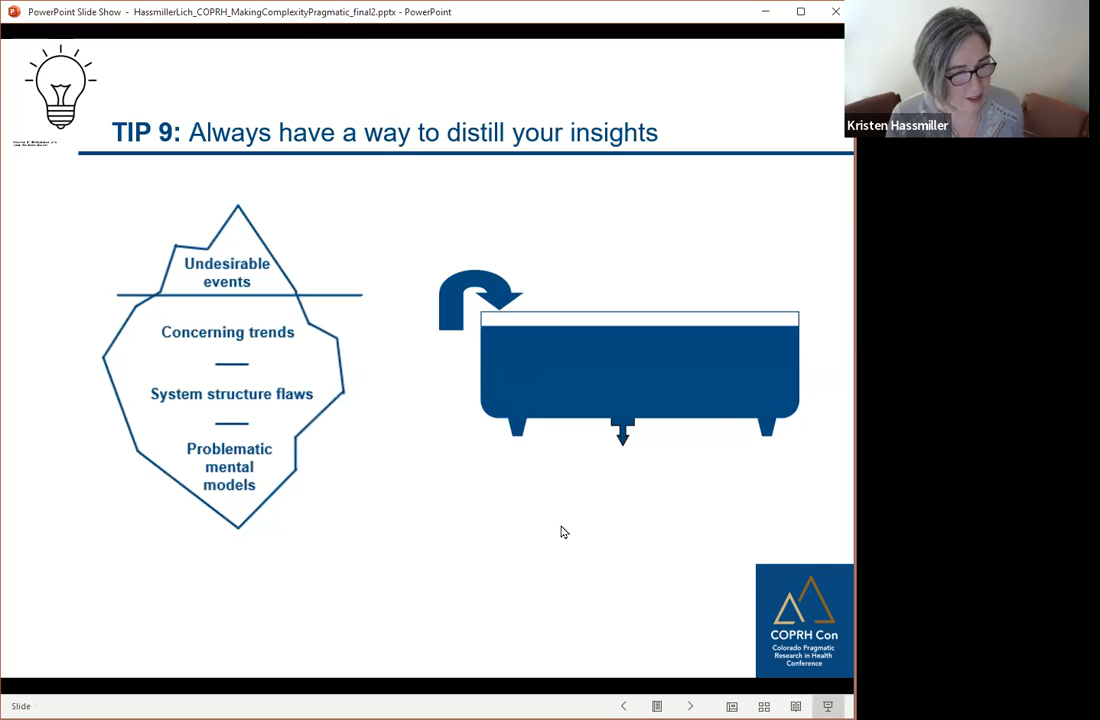 PowerPoint Slide Show - HassmillerLich_COPRH_MakingComplexityPragmatic_final2.pptx - PowerPoint
Kristen Hassmiller
TIP 9: Always have a way to distill your insights
Undesirable
events
Concerning trends
System structure flaws
Problematic
mental
models
COPRH Con
Colorado Pragmatic
Research in Health
Conference
Slide